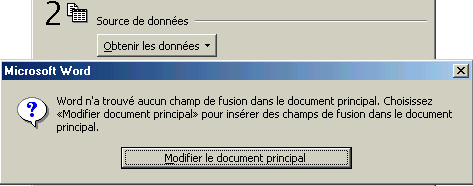 2 Source de données
Obtenir les données
Microsoft Word
Word n'a trouvé aucun champ de fusion dans le document principal. Choisissez
«Modifier document principal» pour insérer des champs de fusion dans le document
principal.
Modifier le document principal